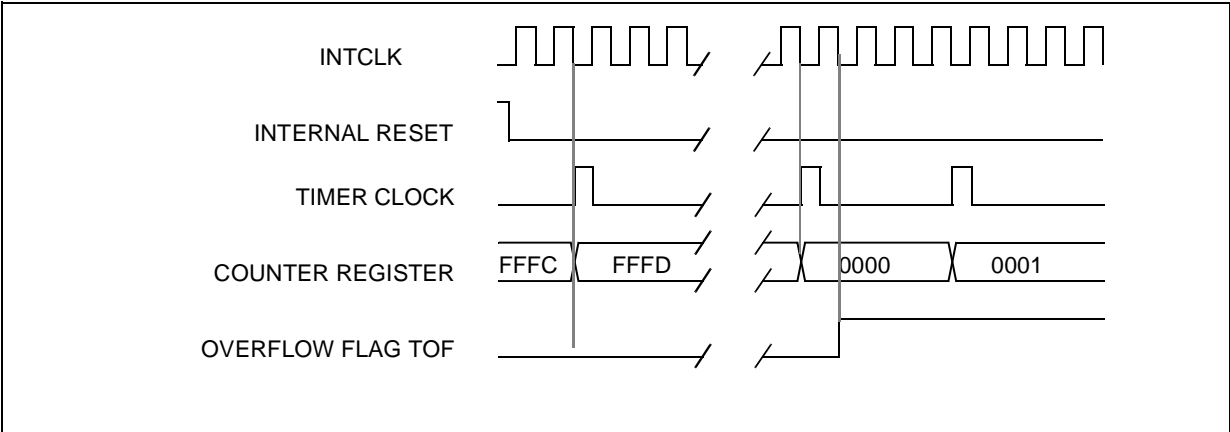 INTCLK
INTERNAL RESET
TIMER CLOCK
COUNTER REGISTER FFFC FFFD 0000 0001
OVERFLOW FLAG TOF